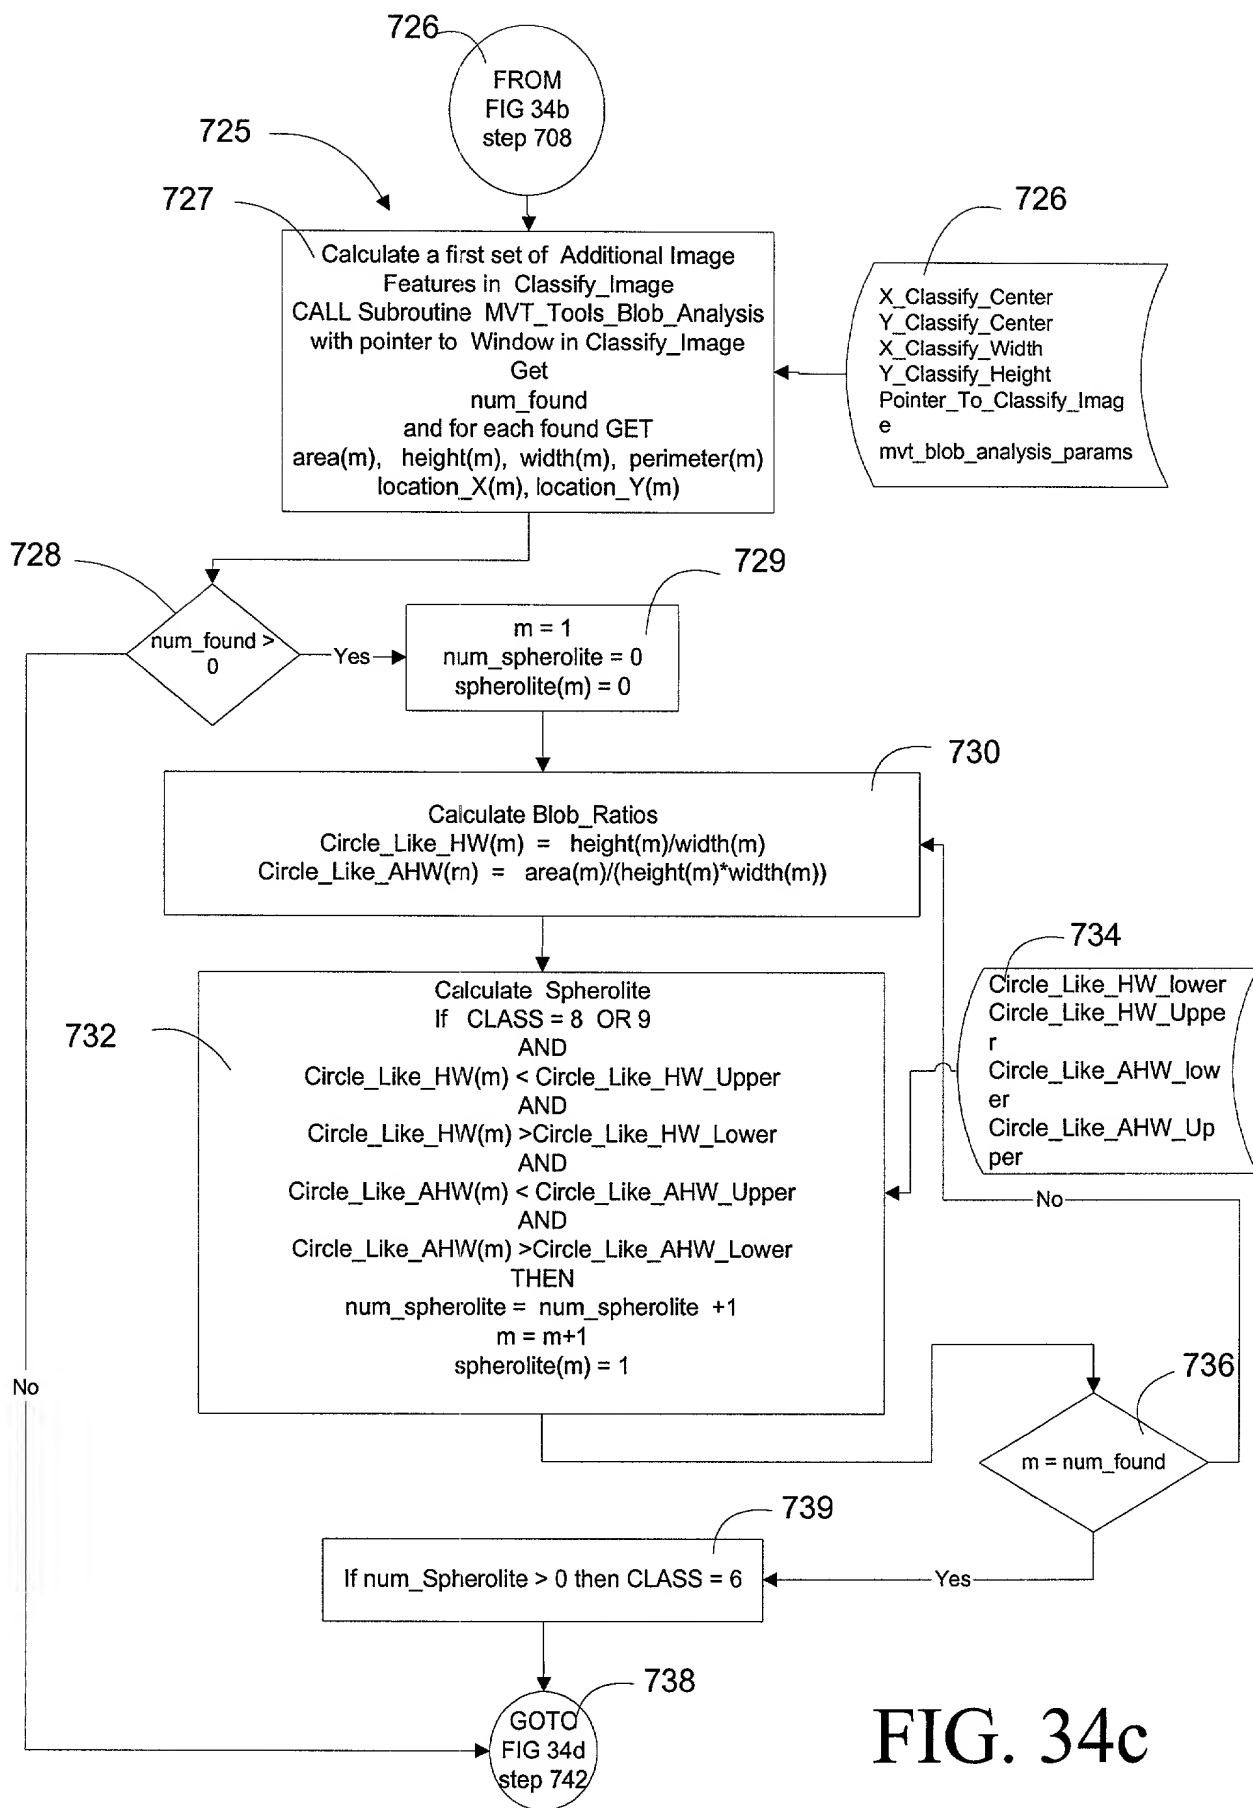 726
FROM
FIG 34b
step 708
725
727
Calculate a first set of Additional Image
Features in Classify_Image
CALL Subroutine MVT_Tools_Blob_Analysis
with pointer to Window in Classify_Image
Get
num_found
and for each found GET
area(m), height(m), width(m), perimeter(m)
location_X(m), location_Y(m)
726
X_Classify_Center
Y_Classify_Center
X_Classify_Width
Y_Classify_Height
Pointer_To_Classify_Imag
e
mvt_blob_analysis_params
728
num_found >
0
Yes
729
m = 1
num_spherolite = 0
spherolite(m) = 0
730
Calculate Blob_Ratios
Circle_Like_HW(m) = height(m)/width(m)
Circle_Like_AHW(m) = area(m)/(height(m)*width(m))
732
Calculate Spherolite
If CLASS = 8 OR 9
AND
Circle_Like_HW(m) < Circle_Like_HW_Upper
AND
Circle_Like_HW(m) >Circle_Like_HW_Lower
AND
Circle_Like_AHW(m) < Circle_Like_AHW_Upper
AND
Circle_Like_AHW(m) >Circle_Like_AHW_Lower
THEN
num_spherolite = num_spherolite +1
m = m+1
spherolite(m) = 1
734
Circle_Like_HW_lower
Circle_Like_HW_Uppe
r
Circle_Like_AHW_low
er
Circle_Like_AHW_Up
per
No
No
736
m = num_found
Yes
739
If num_Spherolite > 0 then CLASS = 6
738
GOTO
FIG 34d
step 742
FIG. 34c